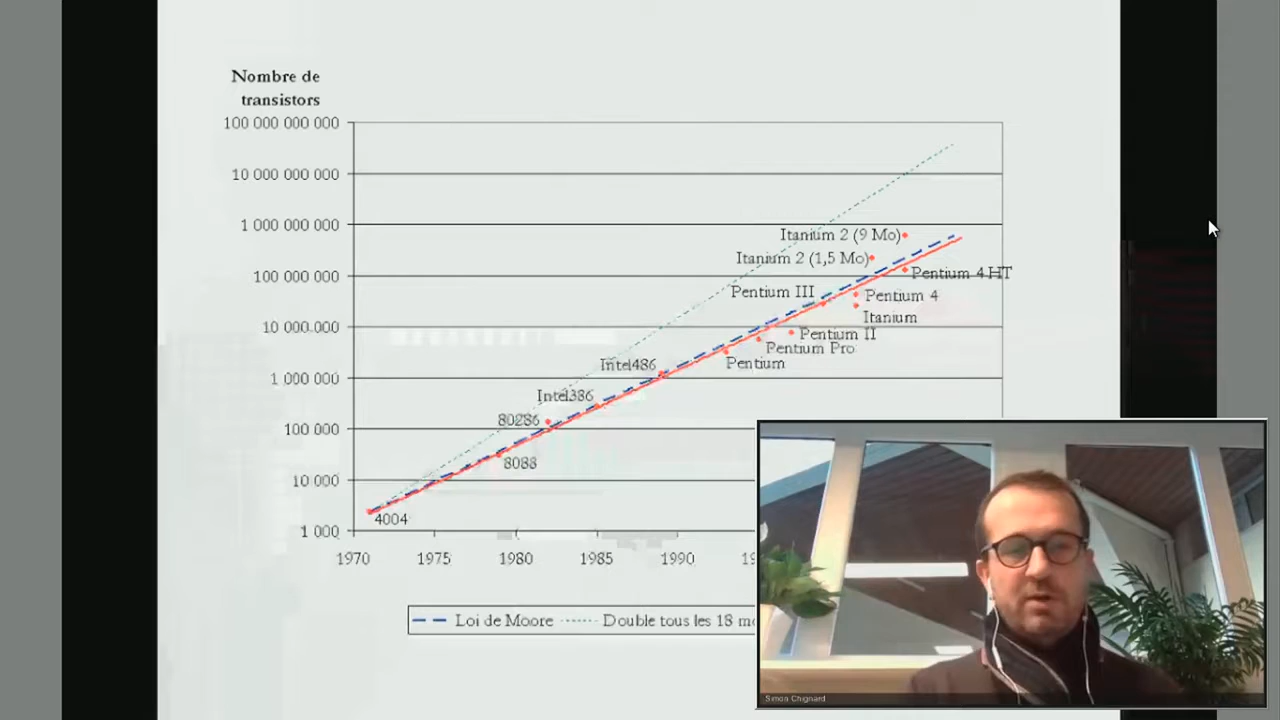 Nombre de
transistors
100 000 000 000
10 000 000 000
1 000 000 000
100 000 000
10 000.000
1 000 000
100 000
10 000
1 000
Itanium 2 (9 Mo)
Itanium 2 (1,5 Mo)
Pentium 4 HT
Pentium III
Pentium 4
Itanium
Pentium II
Pentium Pro
Pentium
Intel486
Intel386
80286
8088
4004
1970 1975 1980 1985 1990
Loi de Moore Double tous les 18
Simon Chignard